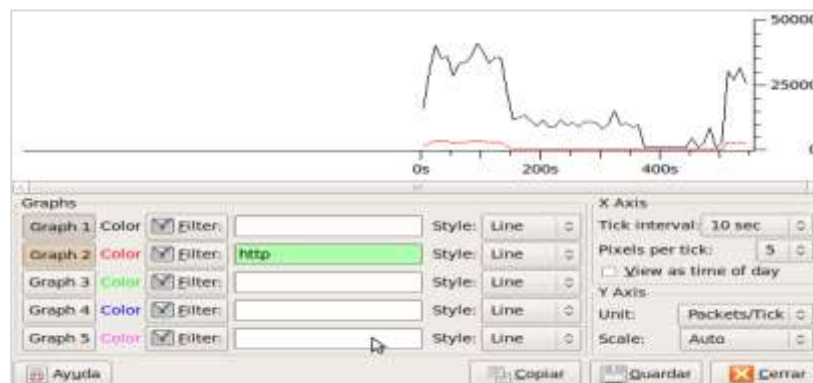 50000
25000
0
0s 200s 400s
Graphs
X Axis
Graph 1 Color Filter: Style: Line
Tick interval: 10 sec
Graph 2 Color Filter: http Style: Line
Pixels per tick: 5
Graph 3 Color Filter: Style: Line
View as time of day
Y Axis
Graph 4 Color Filter: Style: Line
Unit: Packets/Tick
Graph 5 Color Filter: Style: Line
Scale: Auto
Ayuda Copiar Guardar Cerrar